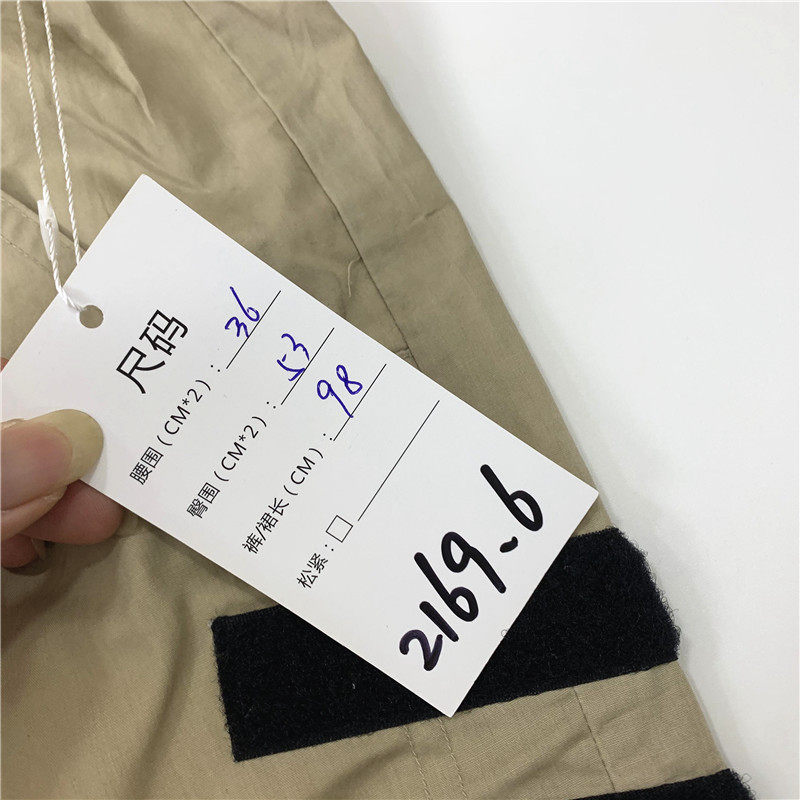 尺码
腰围(CM*2):36
臀围(CM*2):53
裤/裙长(CM):98
松紧:□
2169、6